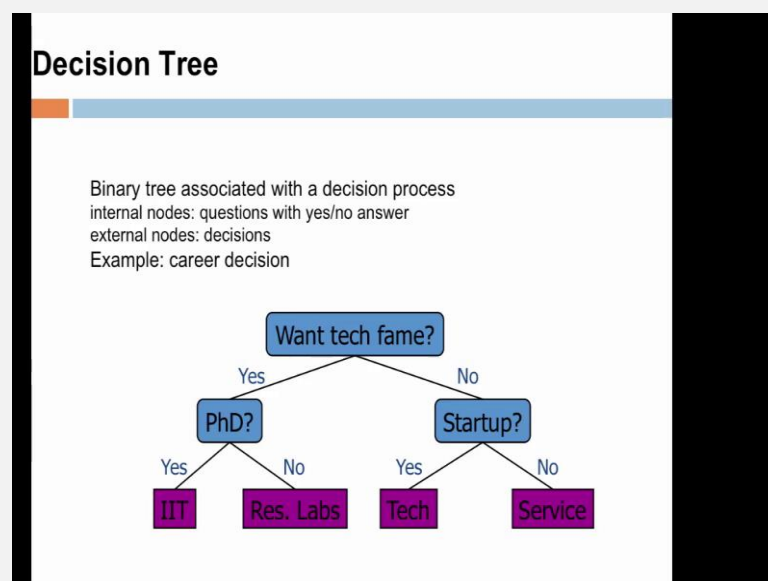 Decision Tree
Binary tree associated with a decision process
internal nodes: questions with yes/no answer
external nodes: decisions
Example: career decision
Want tech fame?
Yes
No
PhD?
Startup?
Yes
No
Yes
No
IIT
Res. Labs
Tech
Service